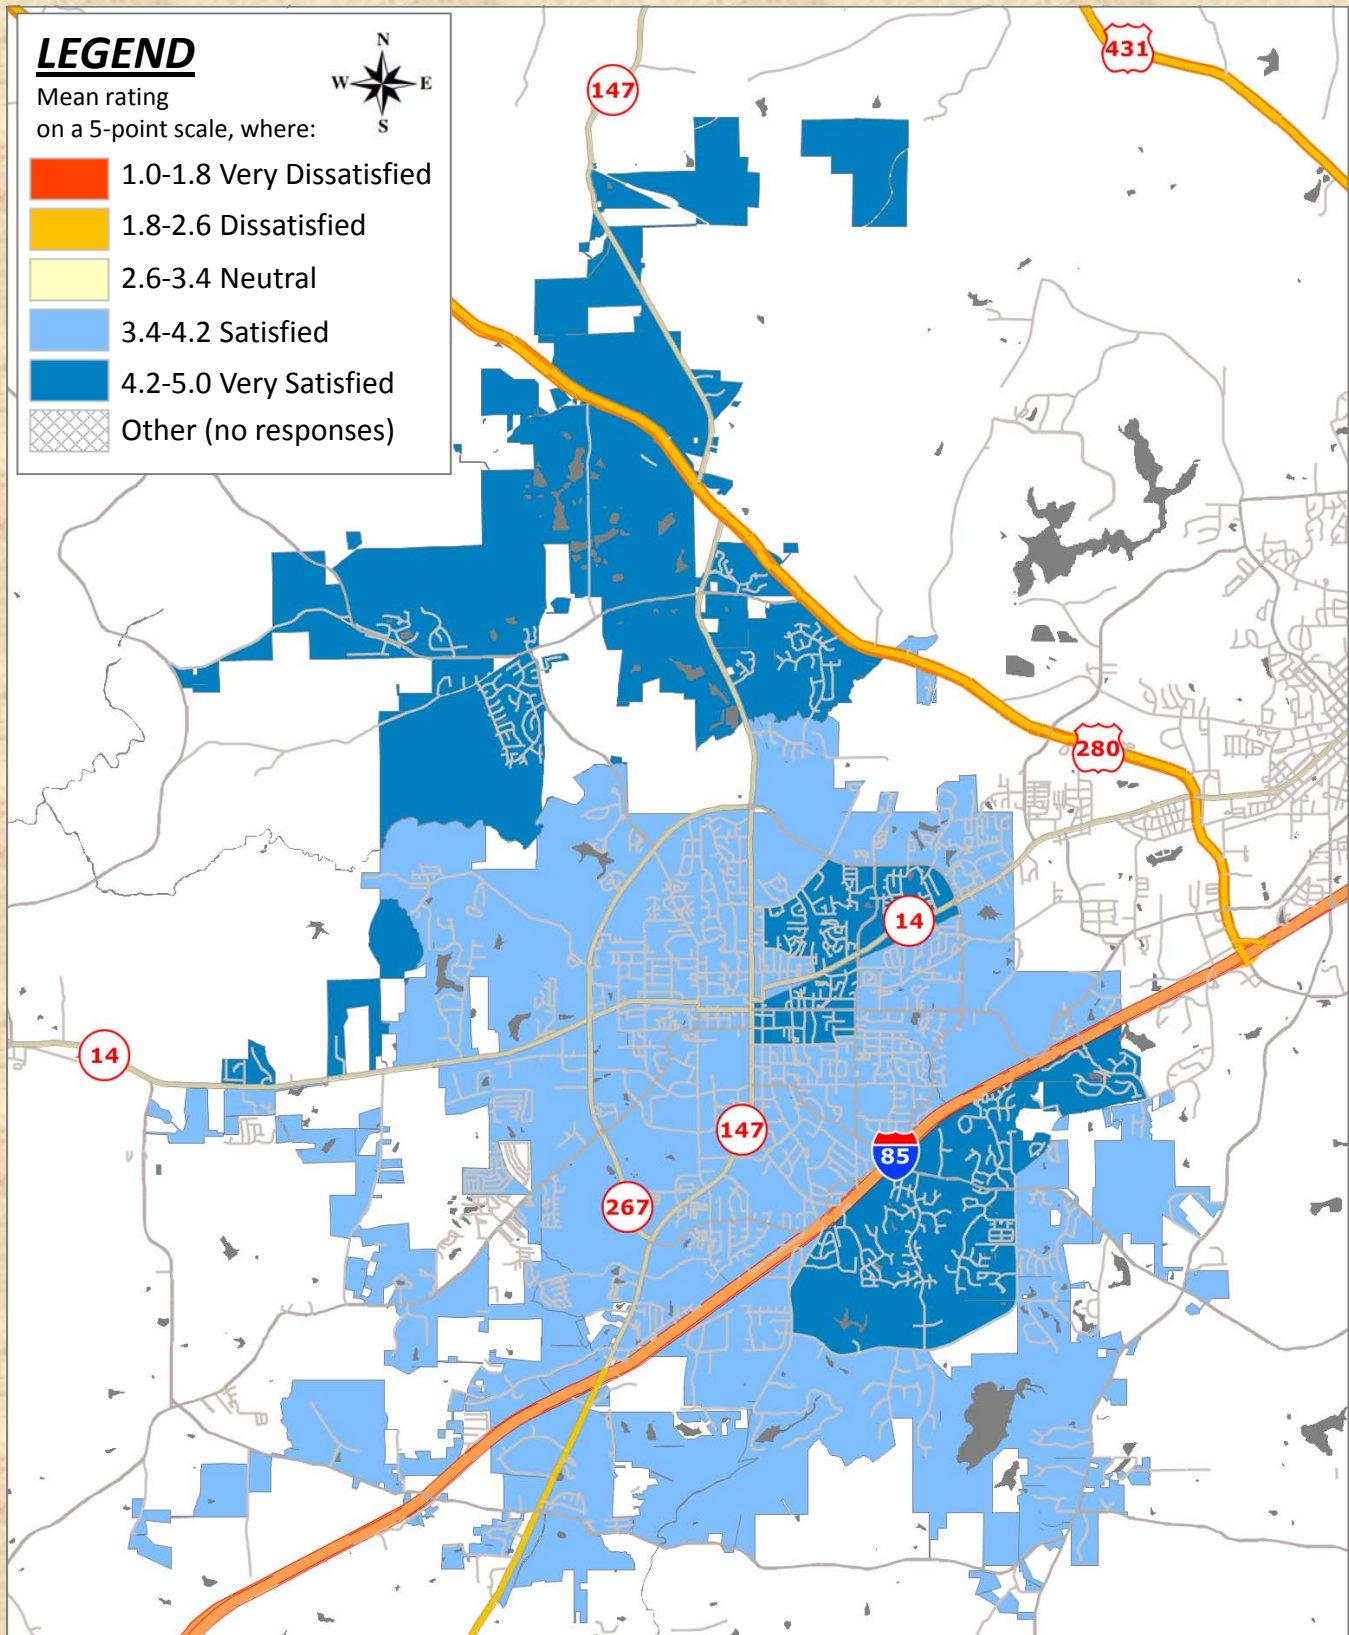 LEGEND
Mean rating
on a 5-point scale, where:
1.0-1.8 Very Dissatisfied
1.8-2.6 Dissatisfied
2.6-3.4 Neutral
3.4-4.2 Satisfied
4.2-5.0 Very Satisfied
Other (no responses)
N
W E
S
431
147
280
14
14
147
85
267